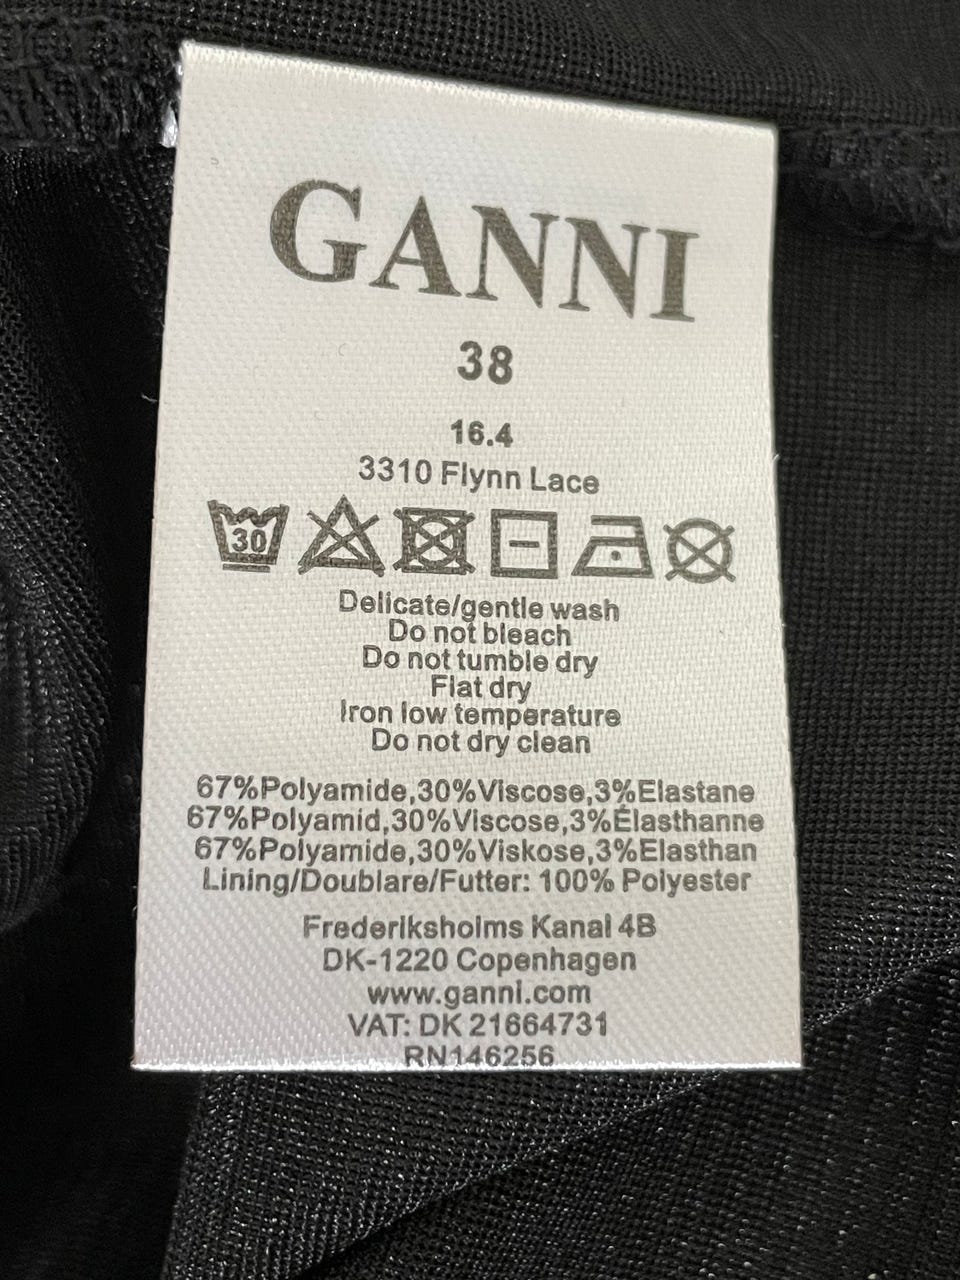 GANNI
38
16.4
3310 Flynn Lace
30
Delicate/gentle wash
Do not bleach
Do not tumble dry
Flat dry
Iron low temperature
Do not dry clean
67%Polyamide,30%Viscose,3%Elastane
67%Polyamid,30%Viscose,3%Élasthanne
67%Polyamide,30%Viskose,3%Elasthan
Lining/Doublare/Futter: 100% Polyester
Frederiksholms Kanal 4B
DK-1220 Copenhagen
www.ganni.com
VAT: DK 21664731
RN146256